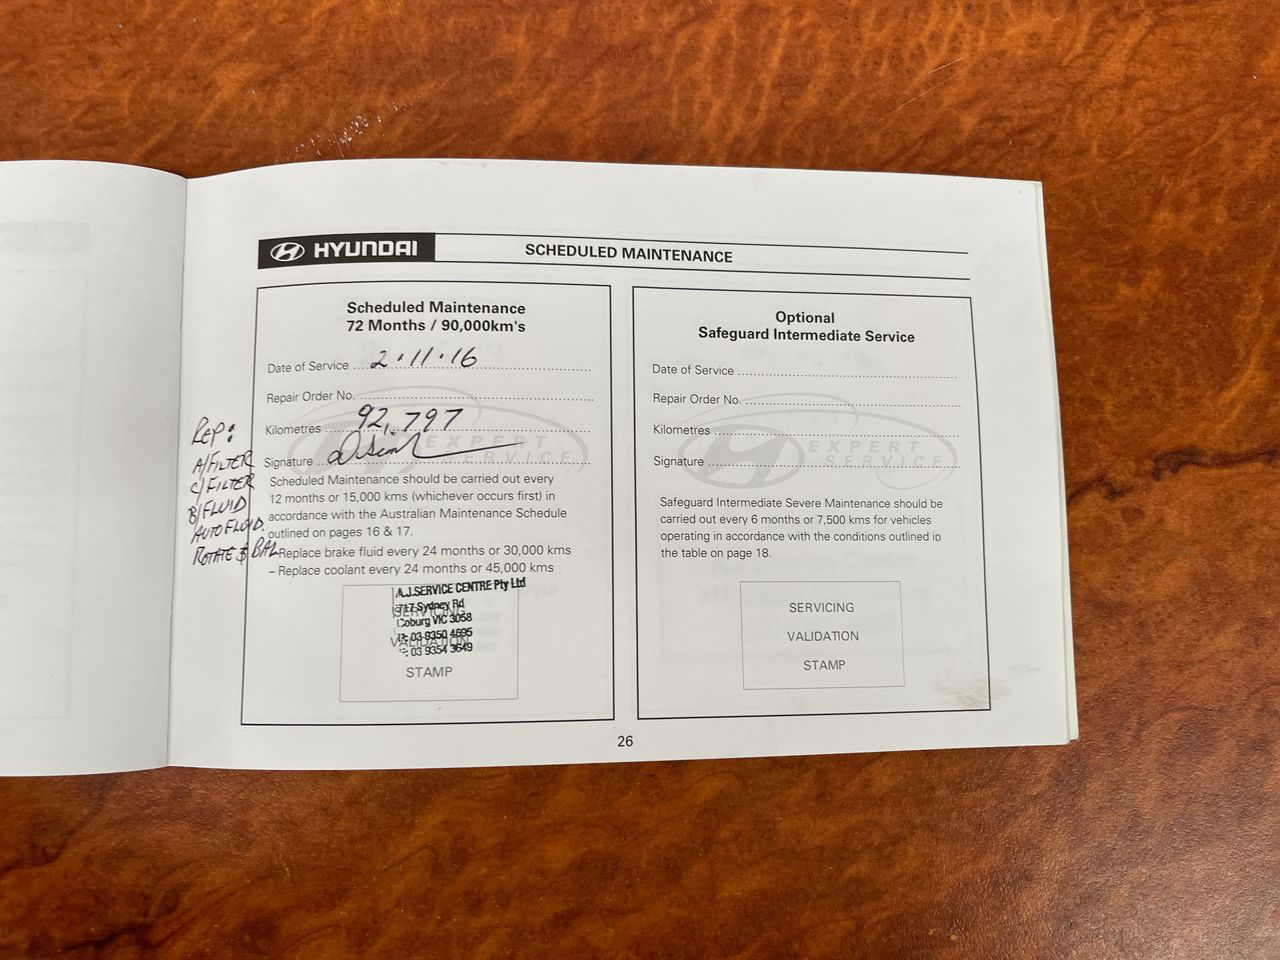 HYUNDAI
SCHEDULED MAINTENANCE
Scheduled Maintenance
72 Months / 90,000km's
Date of Service 2.11.16
Repair Order No.
Kilometres 92,797
Signature
EXPERT
SERVICE
Scheduled Maintenance should be carried out every
12 months or 15,000 kms (whichever occurs first) in
accordance with the Australian Maintenance Schedule
outlined on pages 16 & 17.
– Replace brake fluid every 24 months or 30,000 kms
– Replace coolant every 24 months or 45,000 kms
REP:
A/FILTER
C/FILTER
B/FLUID
AUTO FLUID.
ROTATE & BAL
A.J.SERVICE CENTRE Pty Ltd
717 Sydney Rd
Coburg VIC 3058
P: 03 9350 4695
F: 03 9354 3649
SERVICING
VALIDATION
STAMP
Optional
Safeguard Intermediate Service
Date of Service
Repair Order No.
Kilometres
Signature
EXPERT
SERVICE
Safeguard Intermediate Severe Maintenance should be
carried out every 6 months or 7,500 kms for vehicles
operating in accordance with the conditions outlined in
the table on page 18.
SERVICING
VALIDATION
STAMP
26